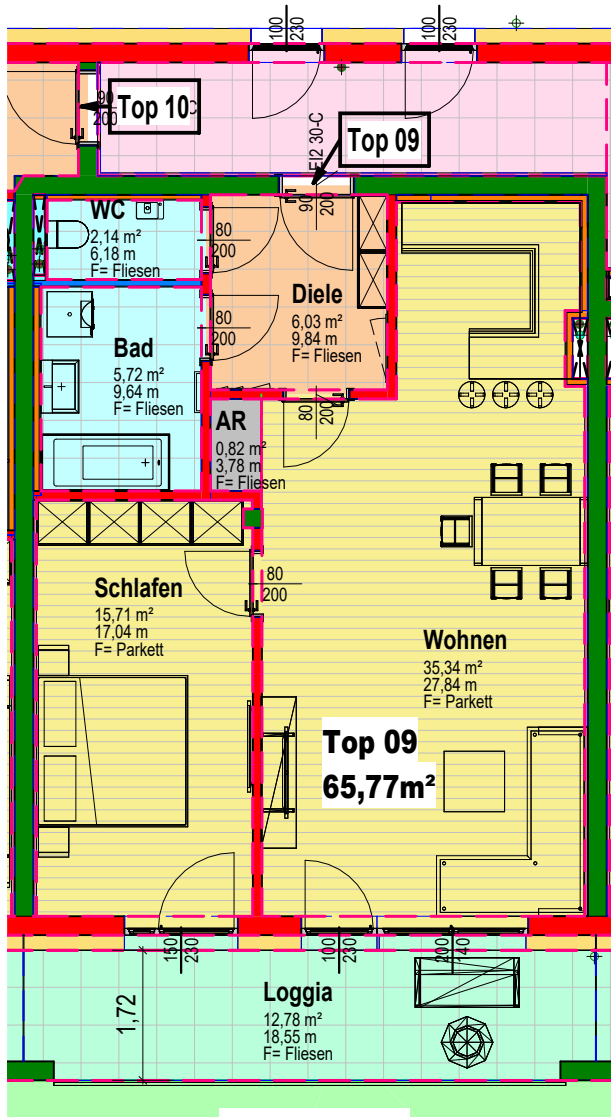 100
230
100
230
90
200
Top 10
C
EI2 30-C
Top 09
WC
2,14 m²
6,18 m
F= Fliesen
80
200
90
200
Diele
6,03 m²
9,84 m
F= Fliesen
80
200
Bad
5,72 m²
9,64 m
F= Fliesen
80
200
AR
0,82 m²
3,78 m
F= Fliesen
80
200
Schlafen
15,71 m²
17,04 m
F= Parkett
Wohnen
35,34 m²
27,84 m
F= Parkett
Top 09
65,77m²
150
230
100
230
200
240
1,72
Loggia
12,78 m²
18,55 m
F= Fliesen